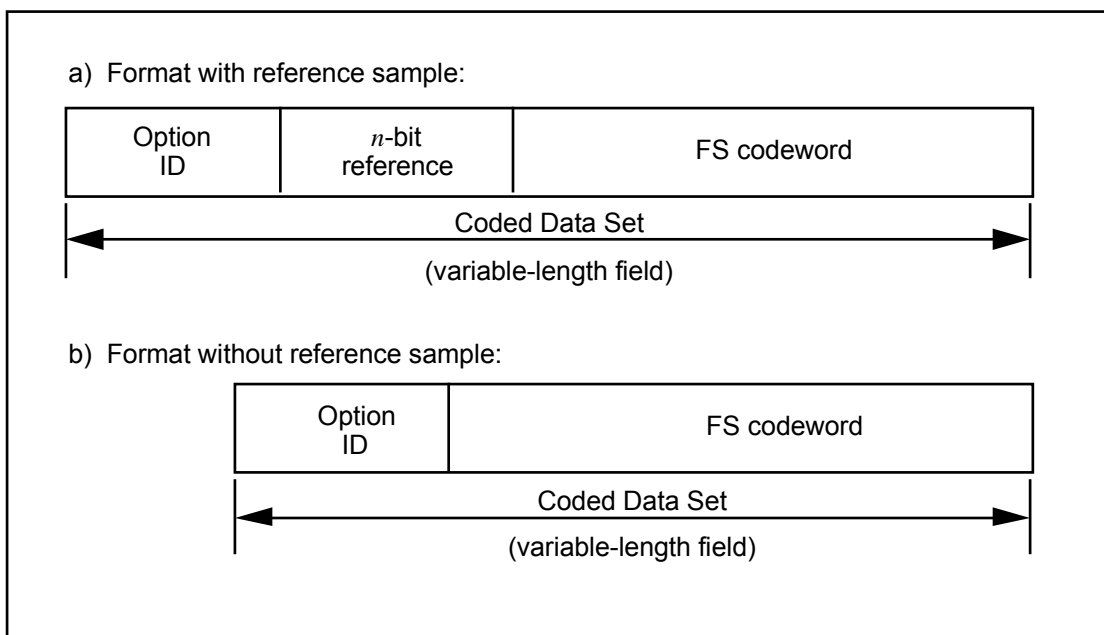 a) Format with reference sample:
Option
ID
n-bit
reference
FS codeword
Coded Data Set
(variable-length field)
b) Format without reference sample:
Option
ID
FS codeword
Coded Data Set
(variable-length field)